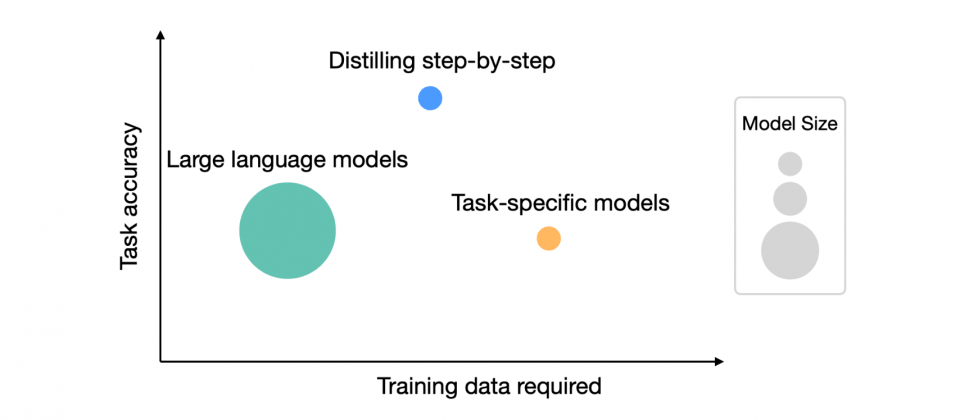 Distilling step-by-step
Large language models
Task-specific models
Task accuracy
Training data required
Model Size